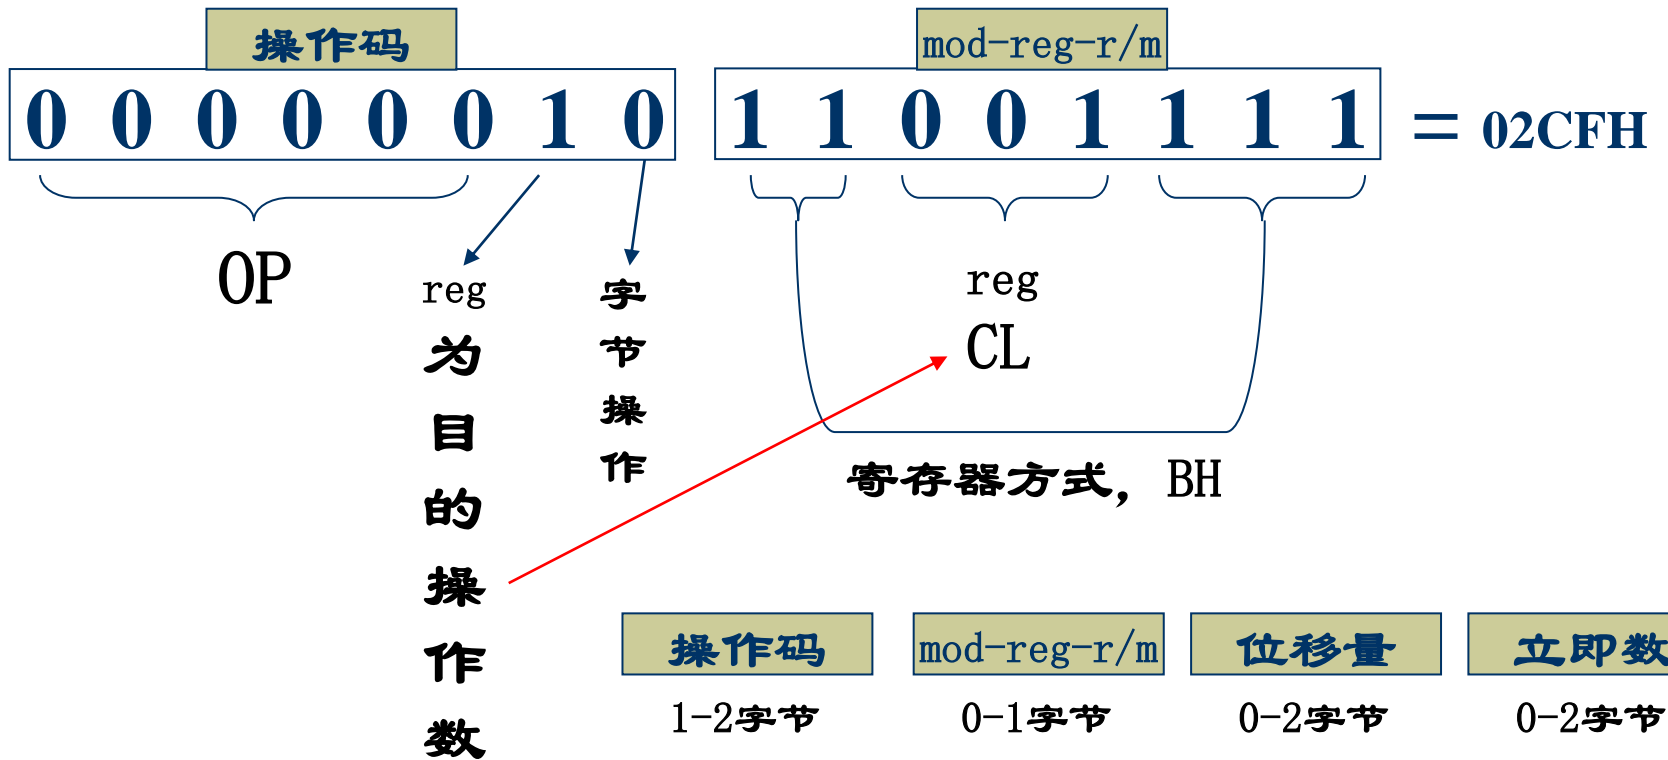 操作码
mod-reg-r/m
0 0 0 0 0 0 1 0
1 1 0 0 1 1 1 1
= 02CFH
OP
reg
为
目
的
操
作
数
字
节
操
作
reg
CL
寄存器方式，BH
操作码
mod-reg-r/m
位移量
立即数
1-2字节
0-1字节
0-2字节
0-2字节